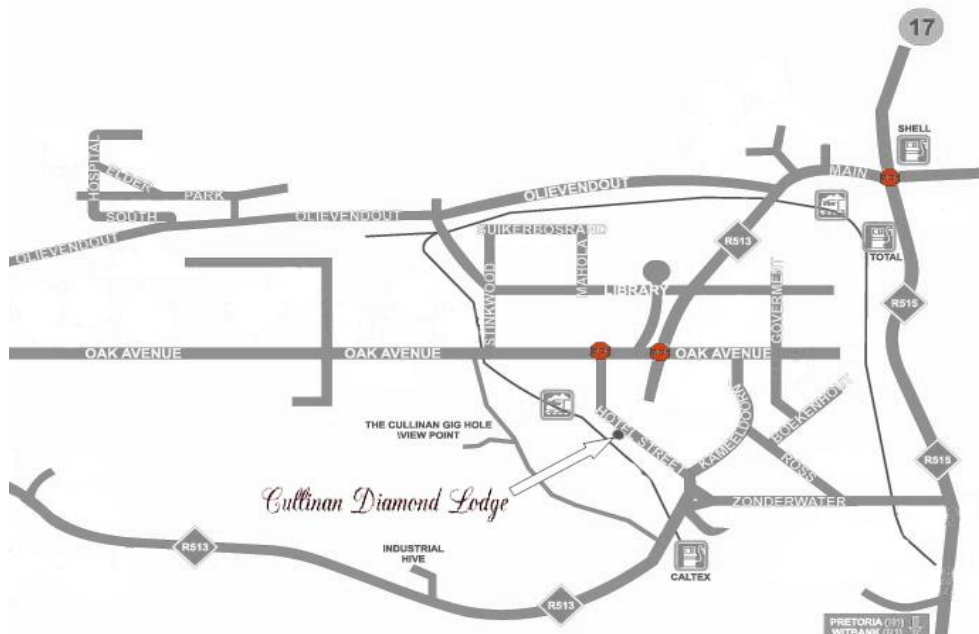 17
SHELL
MAIN
HOSPITAL
ELDER
PARK
OLIEVENDOUT
SOUTH
OLIEVENDOUT
OLIEVENDOUT
R513
TOTAL
SUIKERBOSRAND
MAHOLA
STINKWOOD
LIBRARY
GOVERMENT
R515
OAK AVENUE
OAK AVENUE
OAK AVENUE
HOTEL STREET
KAMEELDOORN
BOEKENHOUT
ROSS
THE CULLINAN GIG HOLE
WIEW POINT
R515
Cullinan Diamond Lodge
ZONDERWATER
R513
INDUSTRIAL
HIVE
CALTEX
R513
PRETORIA
WITBANK